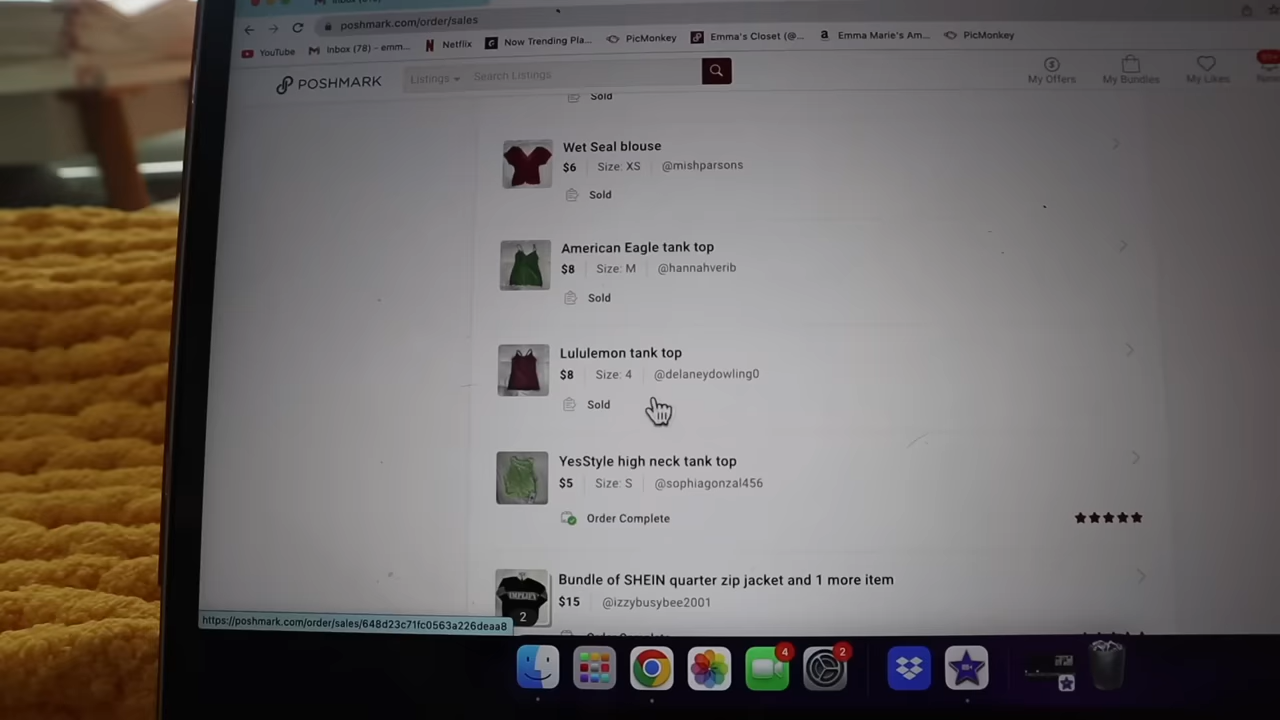 poshmark.com/order/sales
YouTube
Inbox (78) – emm...
Netflix
Now Trending Pla...
PicMonkey
Emma's Closet (@...
Emma Marie's Am...
PicMonkey
POSHMARK
Listings
Search Listings
My Offers
My Bundles
My Likes
Sold
Wet Seal blouse
$6 Size: XS @mishparsons
Sold
American Eagle tank top
$8 Size: M @hannahverib
Sold
Lululemon tank top
$8 Size: 4 @delaneydowling0
Sold
YesStyle high neck tank top
$5 Size: S @sophiagonzal456
Order Complete
Bundle of SHEIN quarter zip jacket and 1 more item
$15 @izzybusybee2001
2
Order Complete
https://poshmark.com/order/sales/648d23c71fc0563a226deaa8
4
2